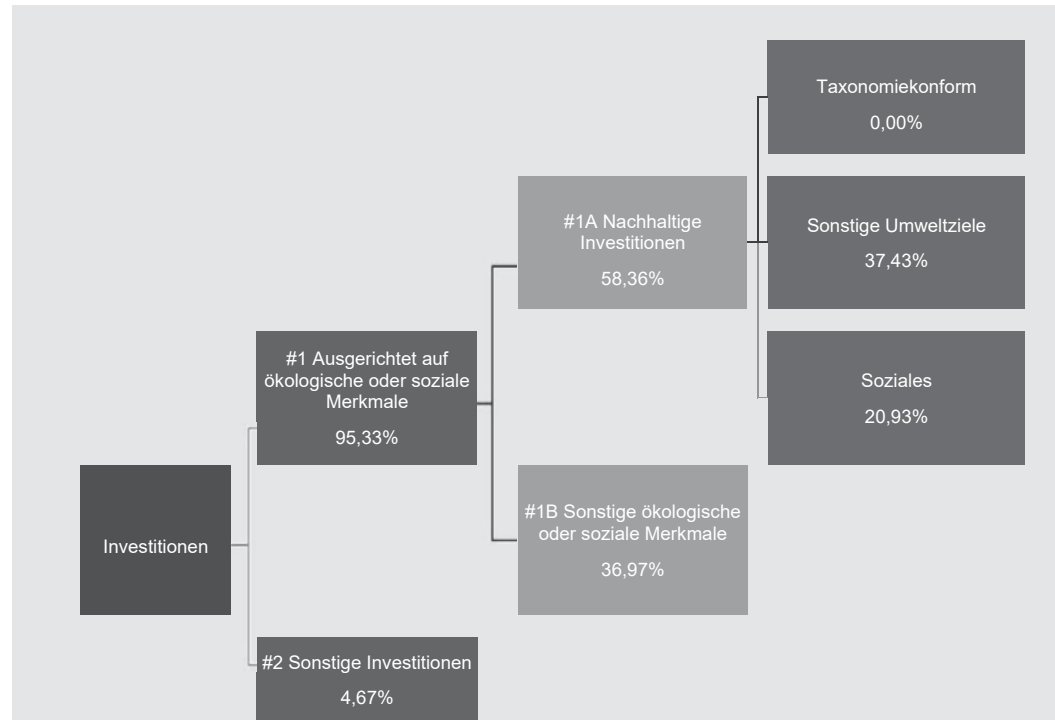 Taxonomiekonform
0,00%
#1A Nachhaltige
Investitionen
58,36%
Sonstige Umweltziele
37,43%
#1 Ausgerichtet auf
ökologische oder soziale
Merkmale
95,33%
Soziales
20,93%
Investitionen
#1B Sonstige ökologische
oder soziale Merkmale
36,97%
#2 Sonstige Investitionen
4,67%